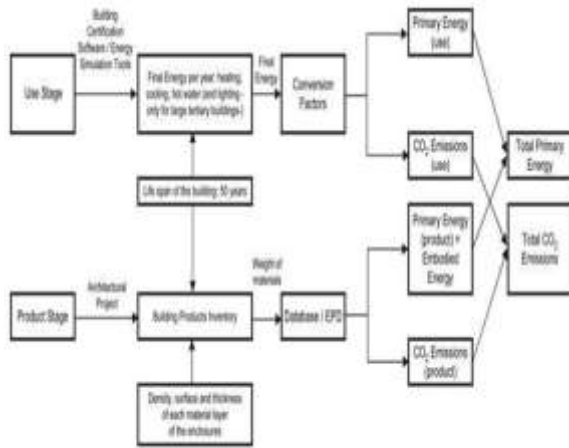 Building
Certification
Software / Energy
Simulation Tools
Use Stage
Final Energy per year: heating,
cooling, hot water (and lighting -
only for large tertiary buildings-)
Final
Energy
Conversion
Factors
Primary Energy
(use)
CO2 Emissions
(use)
Total Primary
Energy
Life span of the building: 50 years
Primary Energy
(product) = Embodied
Energy
Total CO2
Emissions
Product Stage
Architectural
Project
Building Products Inventory
Weight of
materials
Database / EPD
CO2 Emissions
(product)
Density, surface and thickness
of each material layer
of the enclosures